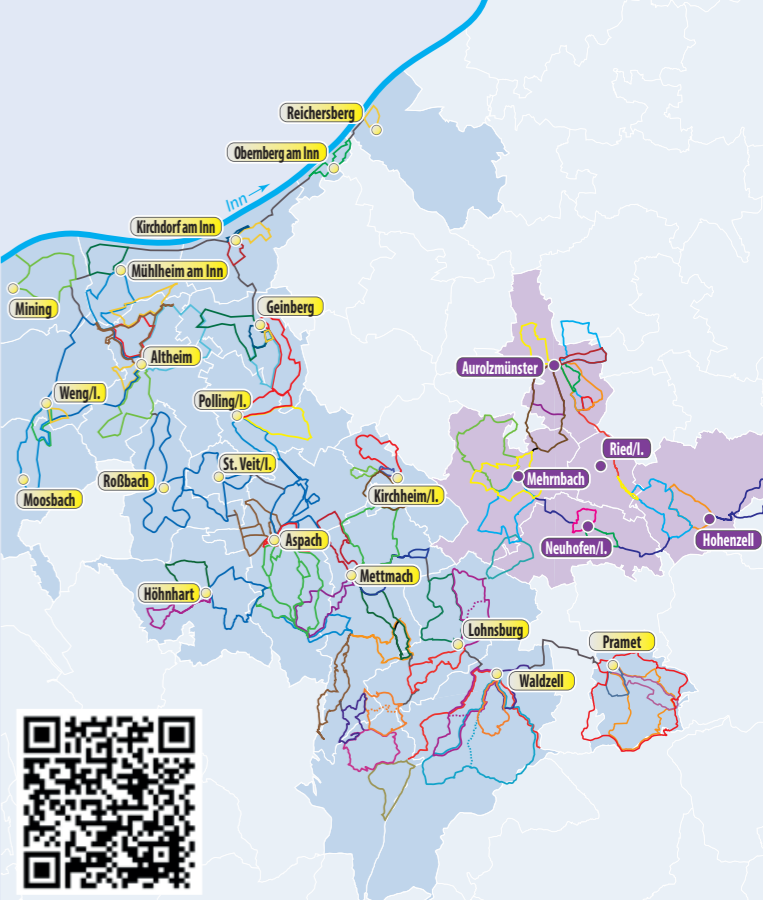 Reichersberg
Obernberg am Inn
Inn
Kirchdorf am Inn
Mühlheim am Inn
Mining
Geinberg
Altheim
Aurolzmünster
Weng/I.
Polling/I.
Ried/I.
St. Veit/I.
Mehrnbach
Roßbach
Moosbach
Kirchheim/I.
Aspach
Neuhofen/I.
Hohenzell
Mettmach
Höhnhart
Lohnsburg
Pramet
Waldzell